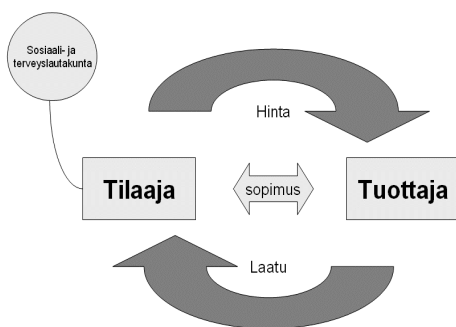 Sosiaali- ja
terveyslautakunta
Hinta
Tilaaja
sopimus
Tuottaja
Laatu